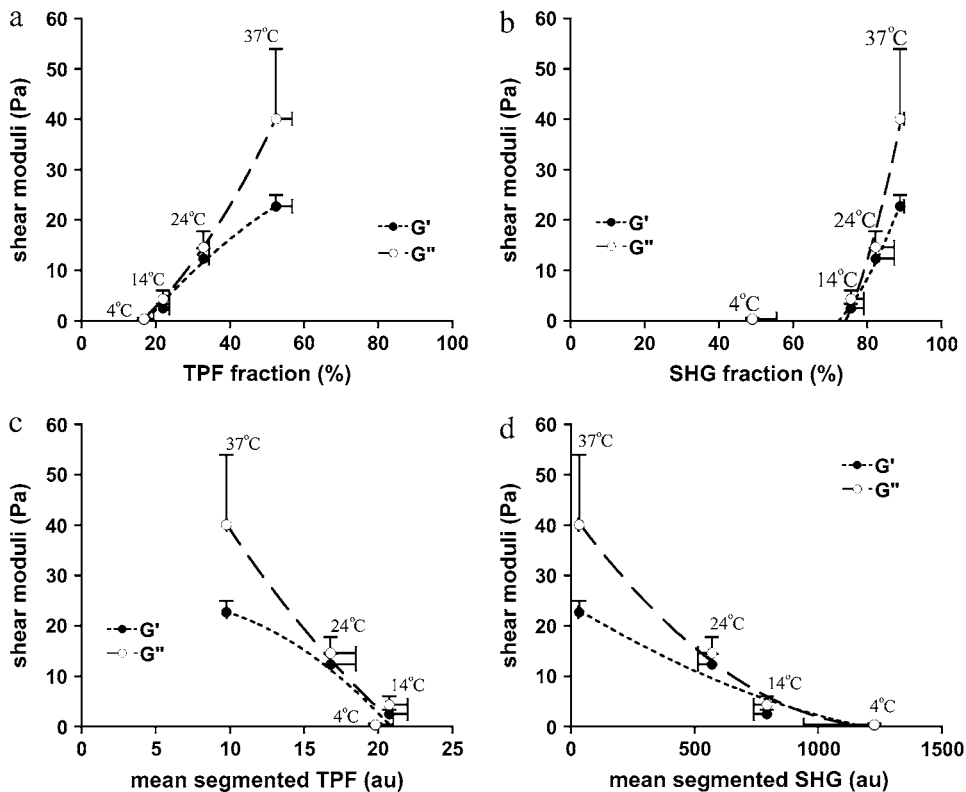 a
shear moduli (Pa)
60
50
40
30
20
10
0
0 20 40 60 80 100
TPF fraction (%)
37°C
24°C
14°C
4°C
G'
G"
b
shear moduli (Pa)
60
50
40
30
20
10
0
0 20 40 60 80 100
SHG fraction (%)
37°C
24°C
14°C
4°C
G'
G"
c
shear moduli (Pa)
60
50
40
30
20
10
0
0 5 10 15 20 25
mean segmented TPF (au)
37°C
24°C
14°C
4°C
G'
G"
d
shear moduli (Pa)
60
50
40
30
20
10
0
0 500 1000 1500
mean segmented SHG (au)
37°C
24°C
14°C
4°C
G'
G"